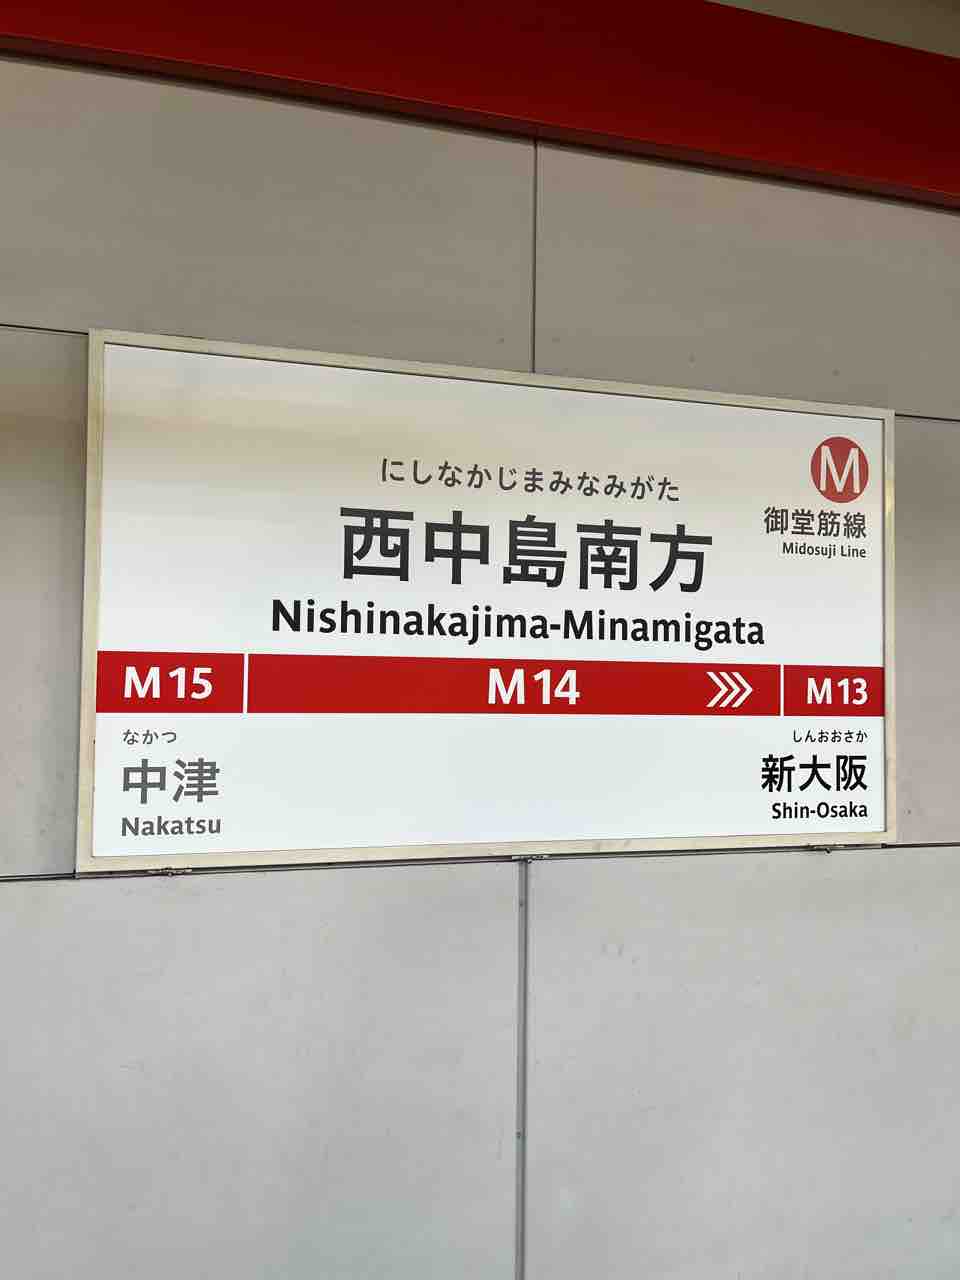 にしなかじまみなみがた
西中島南方
Nishinakajima-Minamigata
M
御堂筋線
Midosuji Line
M15
M14
M13
なかつ
中津
Nakatsu
しんおおさか
新大阪
Shin-Osaka